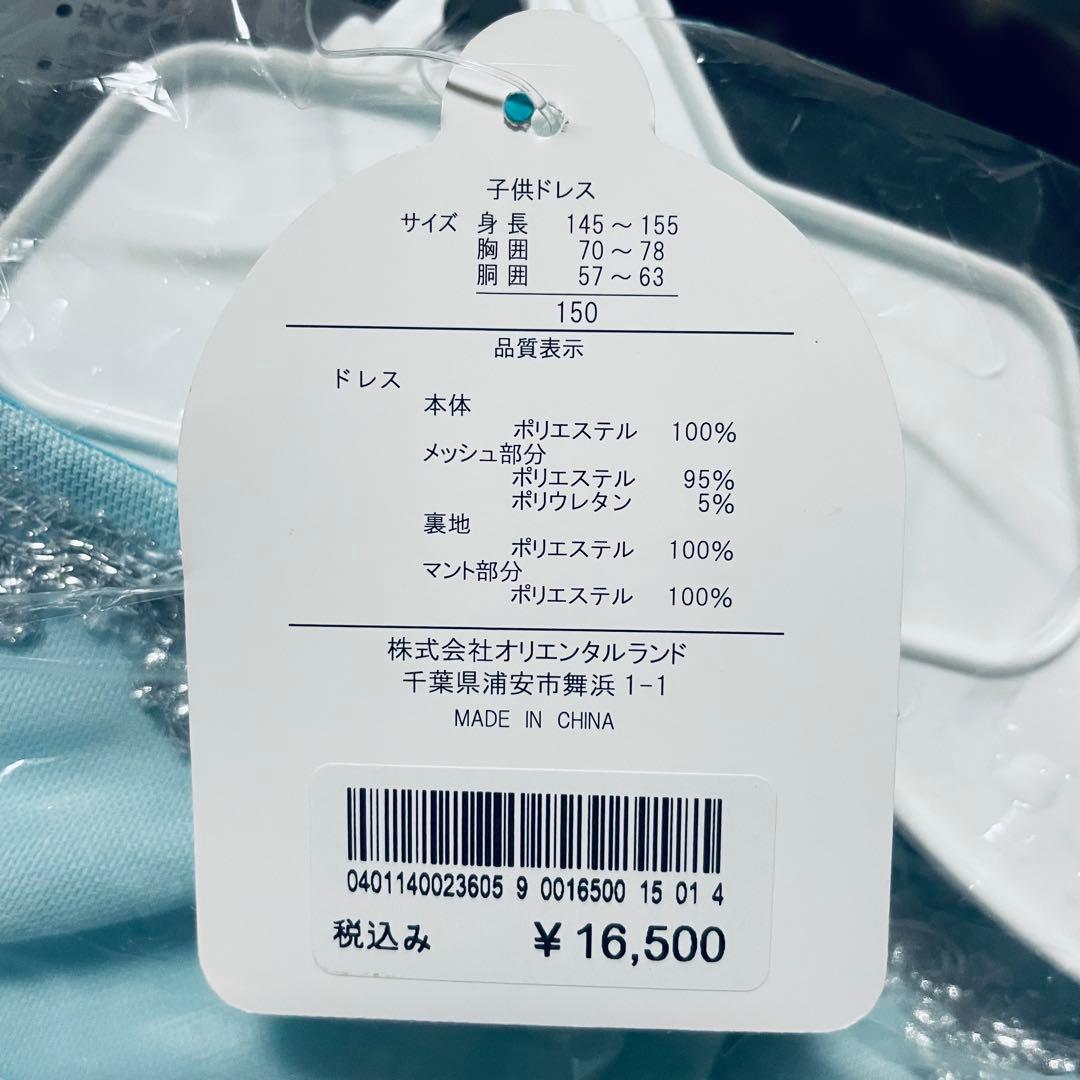 子供ドレス
サイズ 身長 145～155
胸囲 70～78
胴囲 57～63
150
品質表示
ドレス
本体
ポリエステル 100%
メッシュ部分
ポリエステル 95%
ポリウレタン 5%
裏地
ポリエステル 100%
マント部分
ポリエステル 100%
株式会社オリエンタルランド
千葉県浦安市舞浜1-1
MADE IN CHINA
0401140023605 9 0016500 15 01 4
税込み ¥16,500